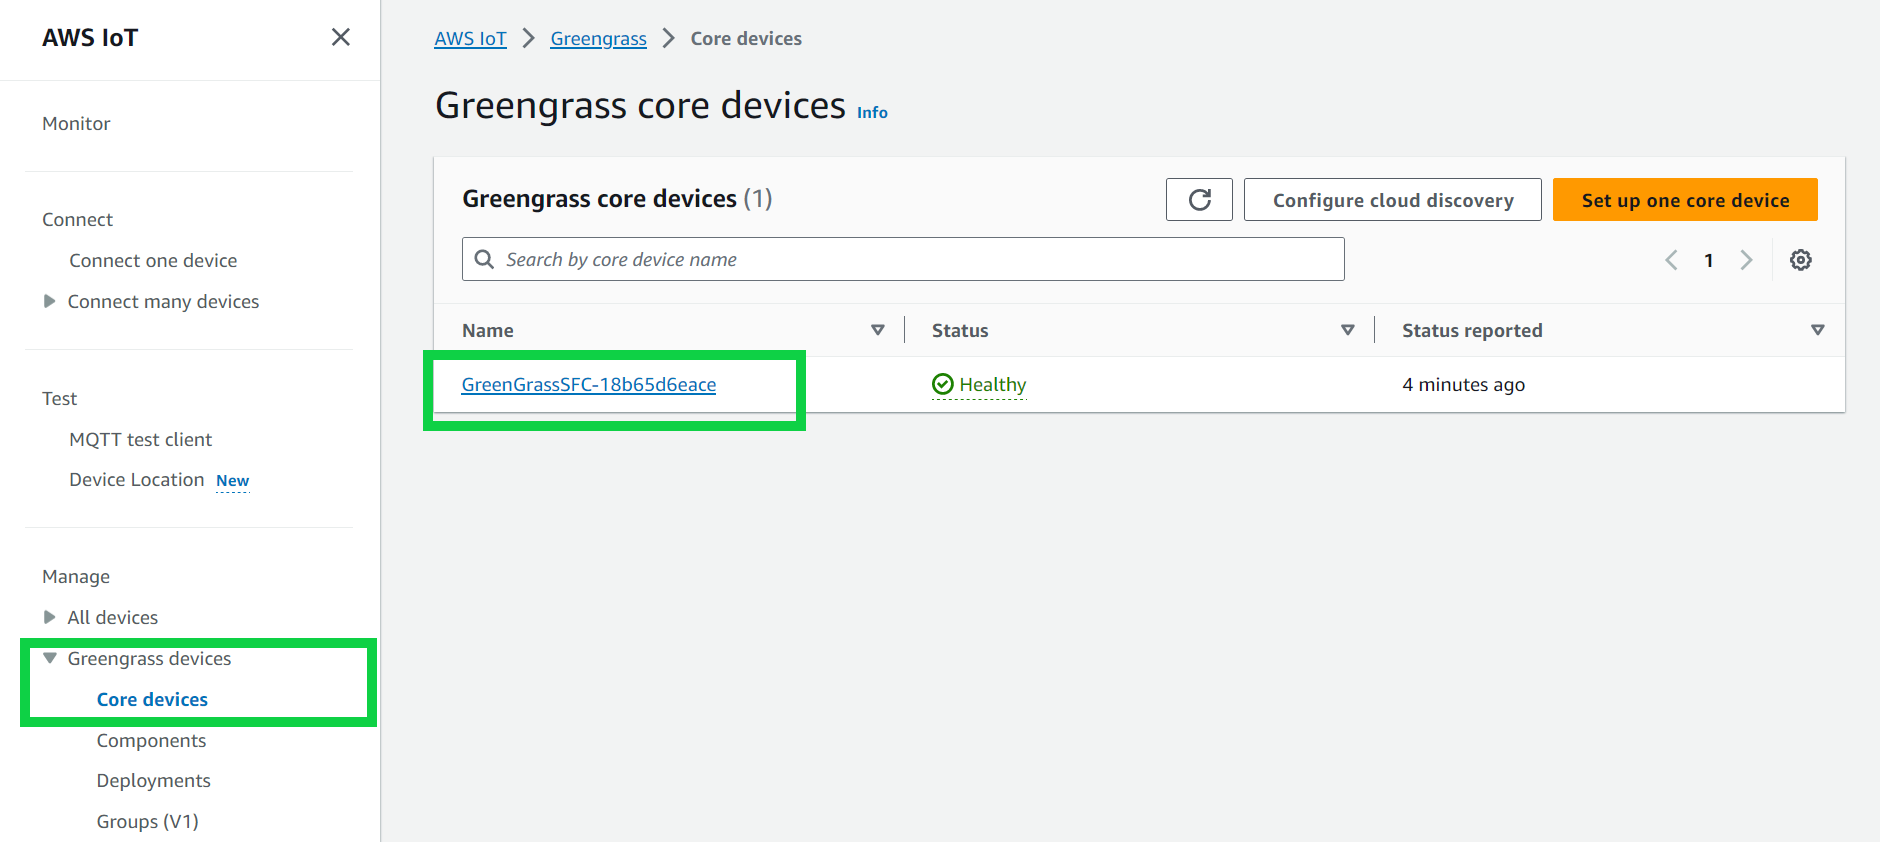 AWS IoT
Monitor
Connect
Connect one device
Connect many devices
Test
MQTT test client
Device Location New
Manage
All devices
Greengrass devices
Core devices
Components
Deployments
Groups (V1)
AWS IoT Greengrass Core devices
Greengrass core devices Info
Greengrass core devices (1)
Configure cloud discovery
Set up one core device
Search by core device name
1
Name Status Status reported
GreenGrassSFC-18b65d6eace Healthy 4 minutes ago